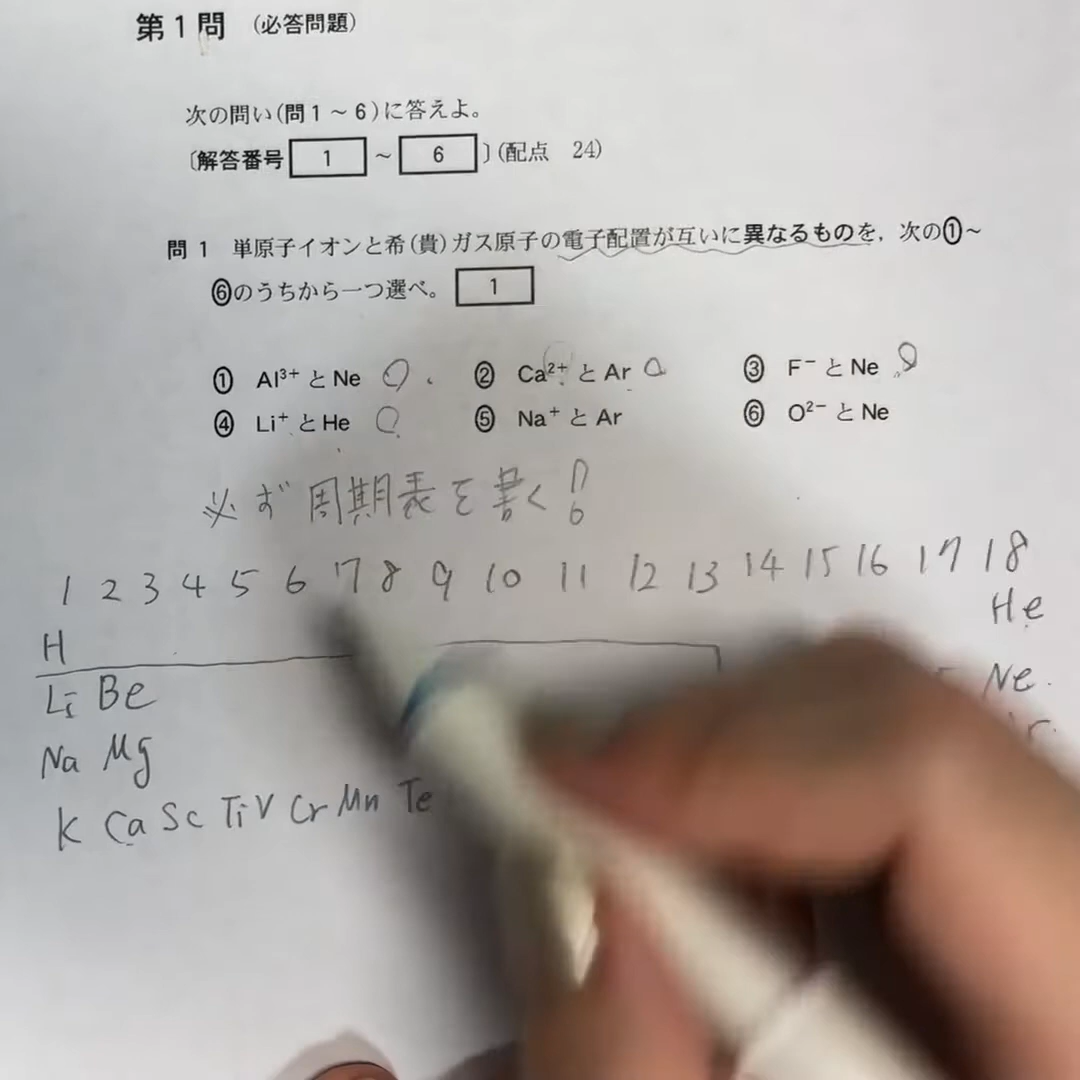 第1問 (必答問題)
次の問い(問1～6)に答えよ。
〔解答番号 1 ～ 6 〕(配点 24)
問1 単原子イオンと希(貴)ガス原子の電子配置が互いに異なるものを，次の①～
⑥のうちから一つ選べ。 1
① Al³⁺ と Ne ② Ca²⁺ と Ar ③ F⁻ と Ne
④ Li⁺ と He ⑤ Na⁺ と Ar ⑥ O²⁻ と Ne
必ず周期表を書く!!
1 2 3 4 5 6 7 8 9 10 11 12 13 14 15 16 17 18
H He
Li Be Ne
Na Mg
K Ca Sc Ti V Cr Mn